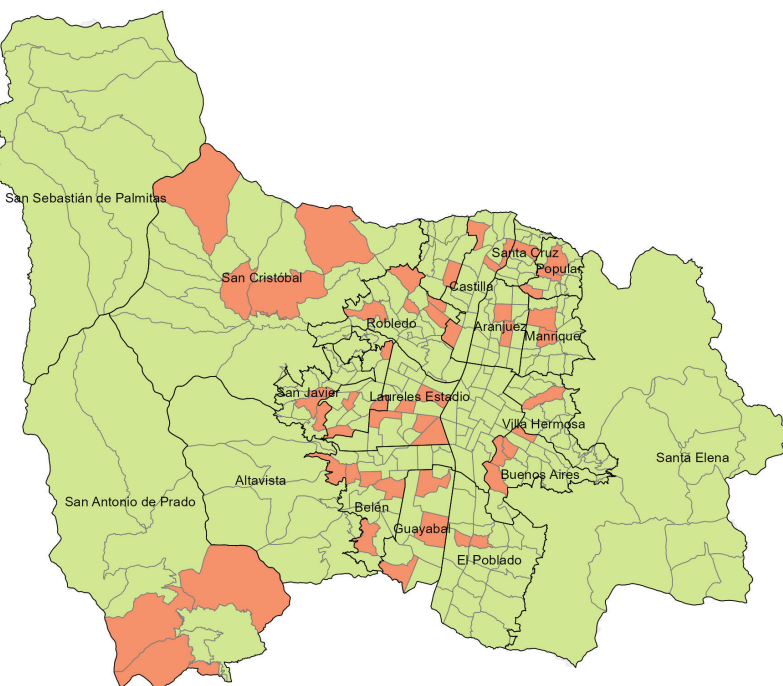 San Sebastián de Palmitas
Santa Cruz
Popular
San Cristóbal
Castilla
Robledo
Aranjuez
Manrique
San Javier
Laureles Estadio
Villa Hermosa
Santa Elena
Altavista
Buenos Aires
San Antonio de Prado
Belén
Guayabal
El Poblado